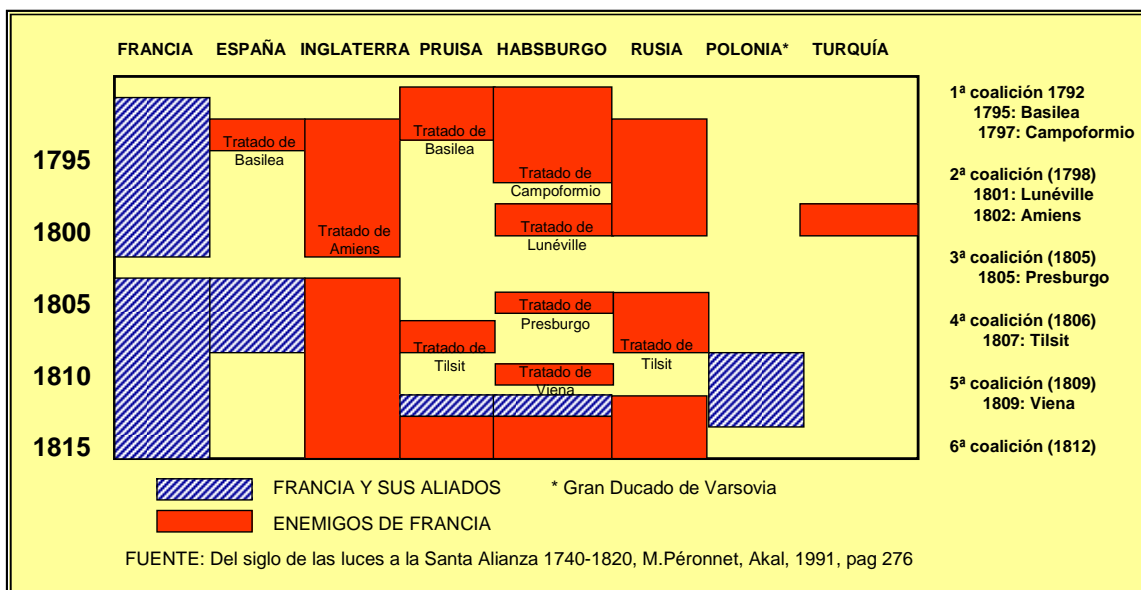 FRANCIA ESPAÑA INGLATERRA PRUISA HABSBURGO RUSIA POLONIA* TURQUÍA
1795
1800
1805
1810
1815
Tratado de
Basilea
Tratado de
Amiens
Tratado de
Basilea
Tratado de
Tilsit
Tratado de
Campoformio
Tratado de
Lunéville
Tratado de
Presburgo
Tratado de
Viena
Tratado de
Tilsit
1ª coalición 1792
1795: Basilea
1797: Campoformio
2ª coalición (1798)
1801: Lunéville
1802: Amiens
3ª coalición (1805)
1805: Presburgo
4ª coalición (1806)
1807: Tilsit
5ª coalición (1809)
1809: Viena
6ª coalición (1812)
FRANCIA Y SUS ALIADOS * Gran Ducado de Varsovia
ENEMIGOS DE FRANCIA
FUENTE: Del siglo de las luces a la Santa Alianza 1740-1820, M.Péronnet, Akal, 1991, pag 276